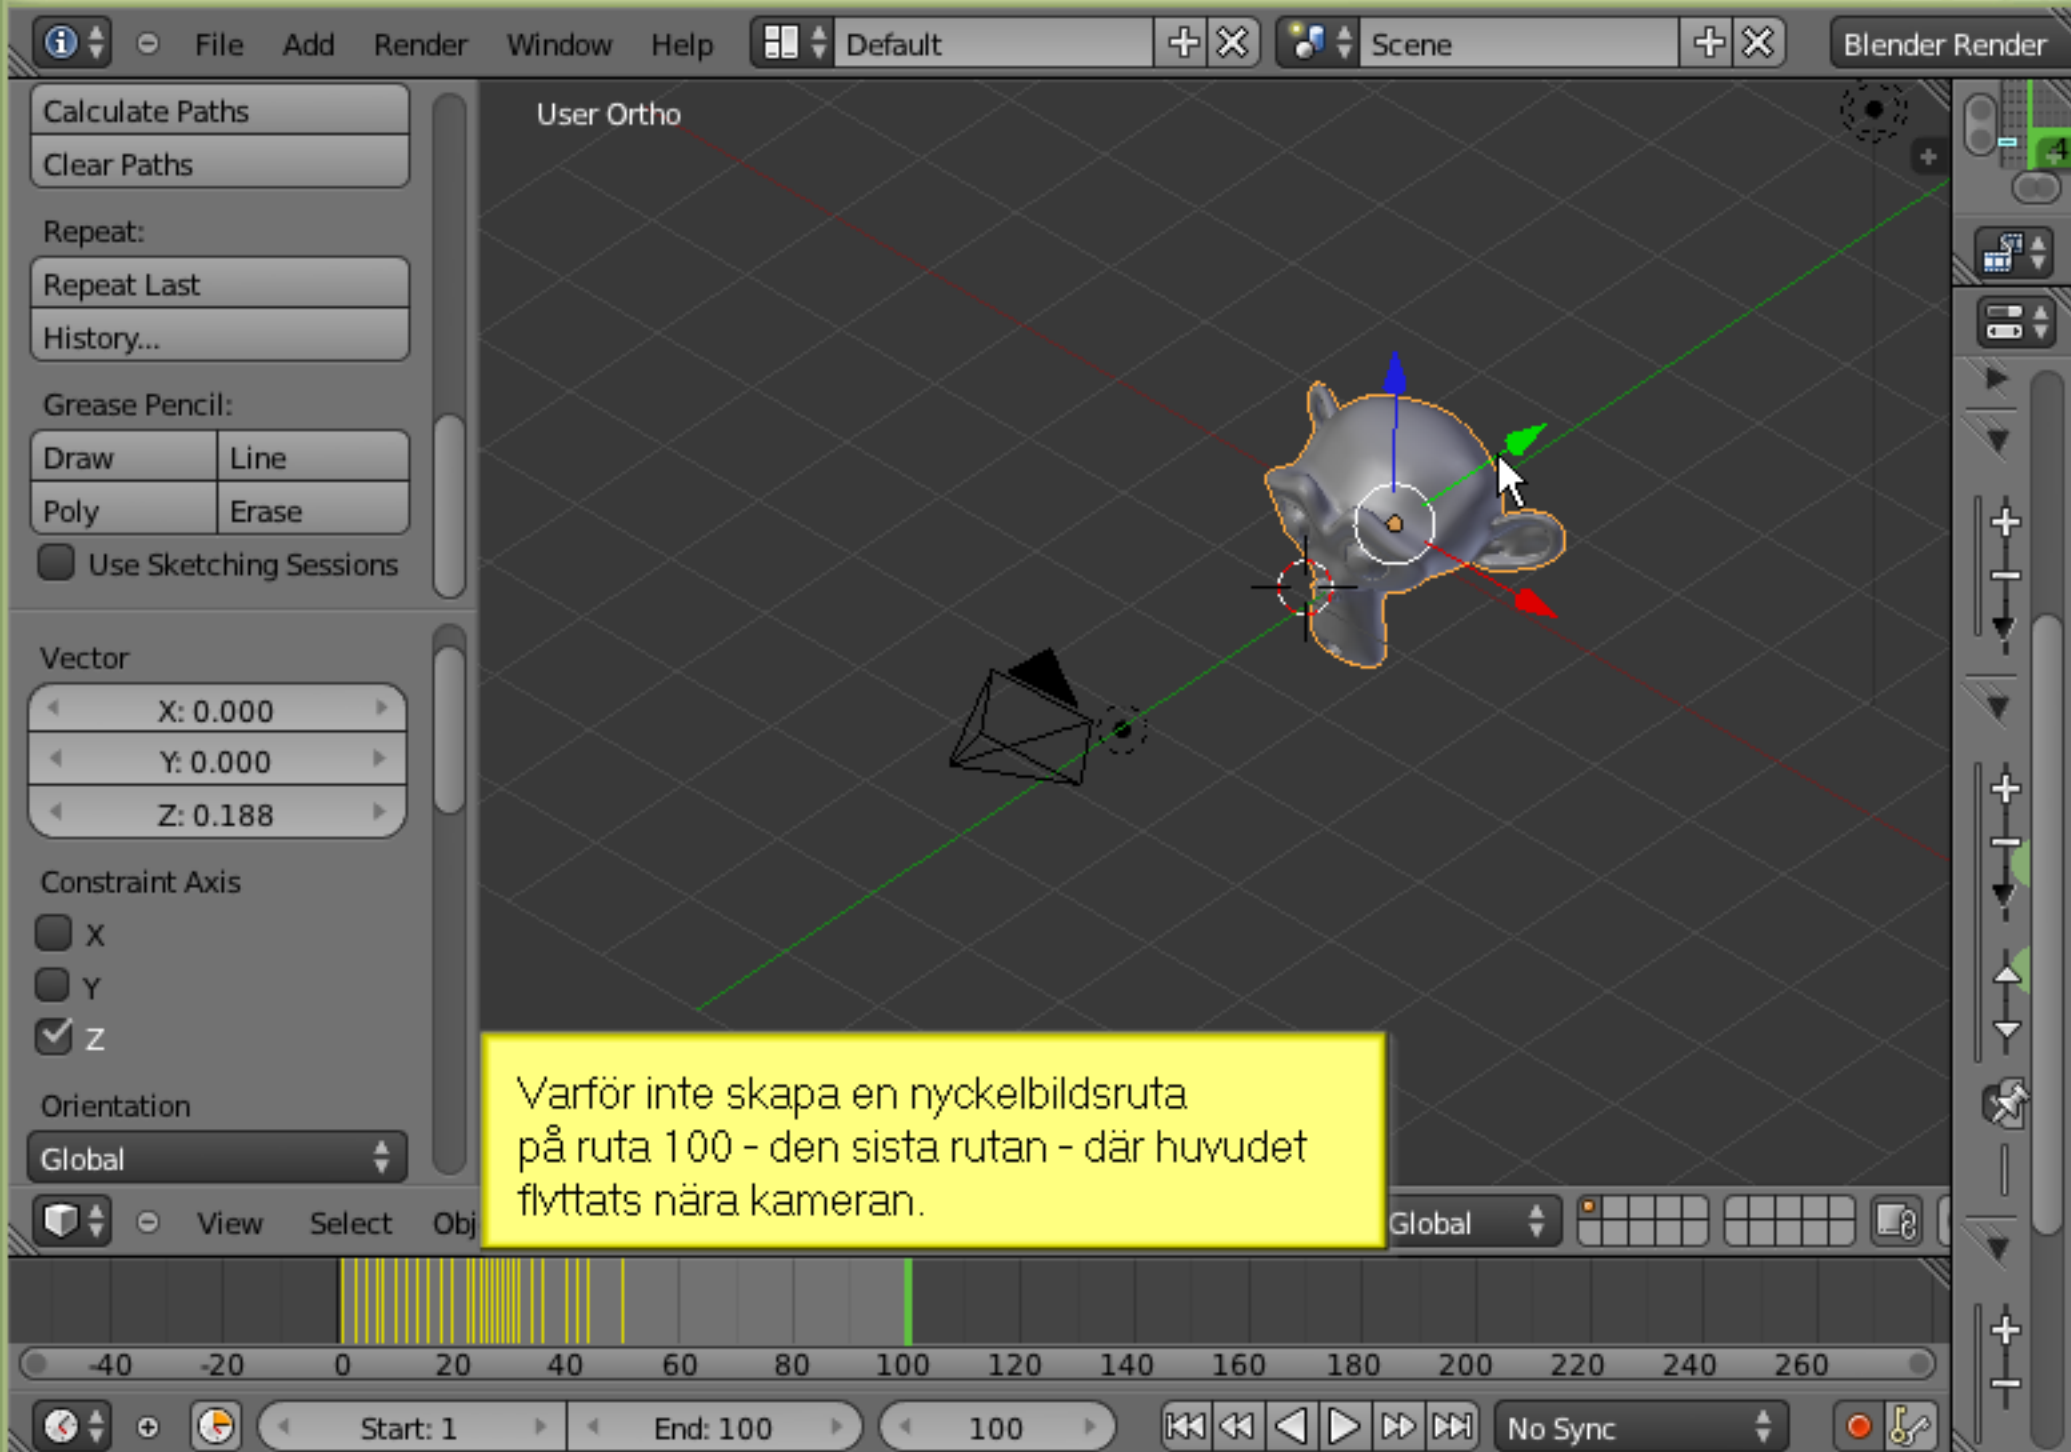 File Add Render Window Help Default Scene Blender Render
Calculate Paths
Clear Paths
Repeat:
Repeat Last
History...
Grease Pencil:
Draw Line
Poly Erase
Use Sketching Sessions
Vector
X: 0.000
Y: 0.000
Z: 0.188
Constraint Axis
X
Y
Z
Orientation
Global
User Ortho
4
Varför inte skapa en nyckelbildsruta
på ruta 100 - den sista rutan - där huvudet
flyttats nära kameran.
View Select Obj Global
-40 -20 0 20 40 60 80 100 120 140 160 180 200 220 240 260
Start: 1 End: 100 100 No Sync